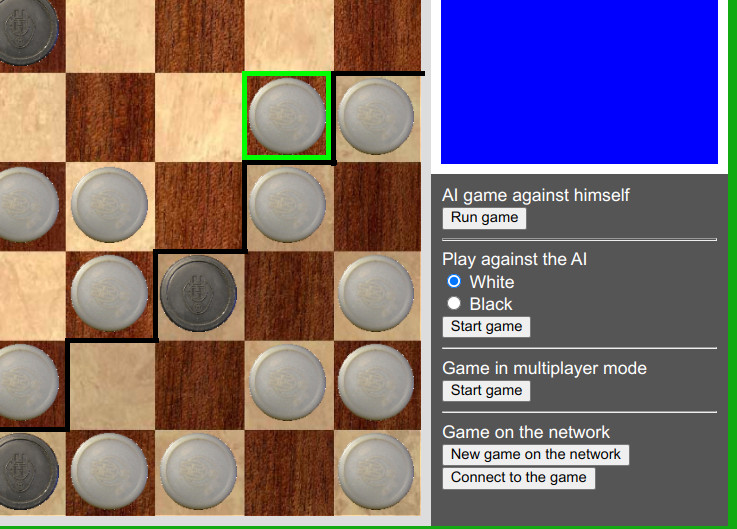 AI game against himself
Run game
Play against the AI
White
Black
Start game
Game in multiplayer mode
Start game
Game on the network
New game on the network
Connect to the game